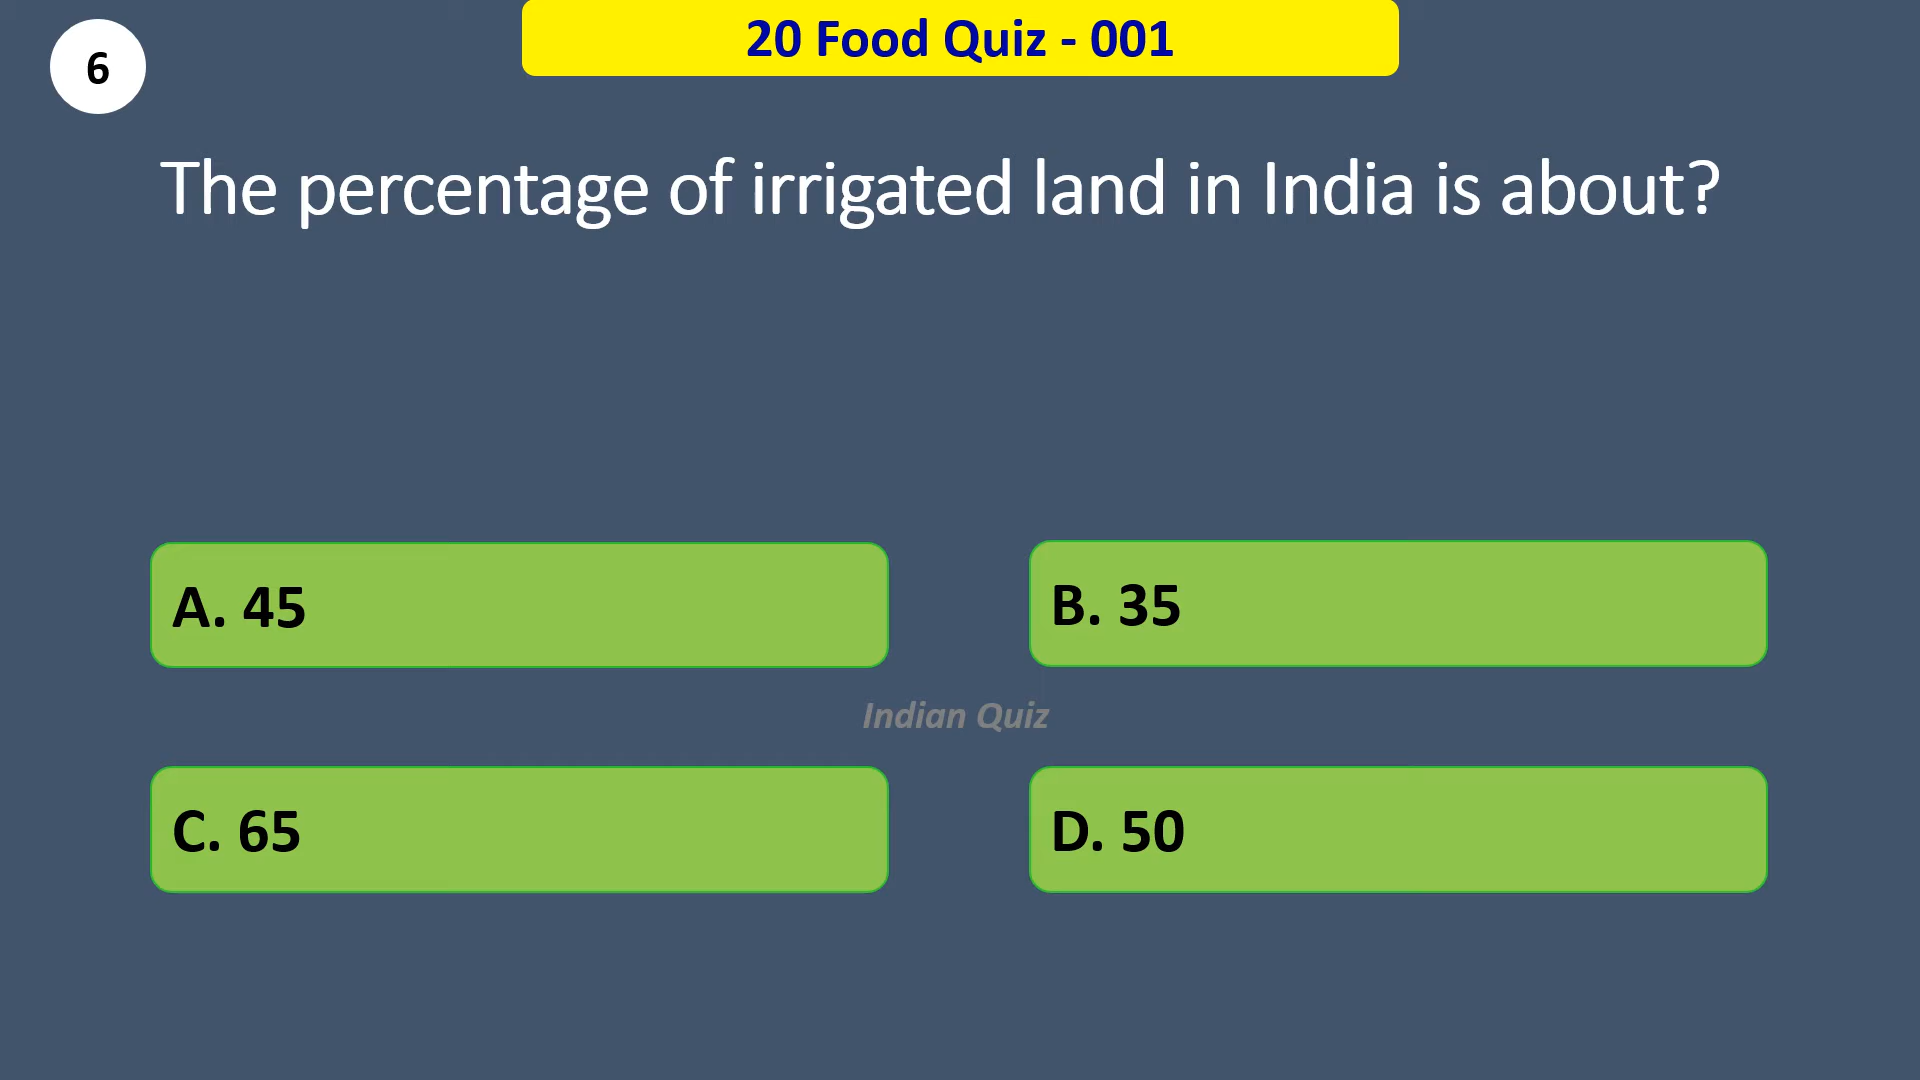 6
20 Food Quiz - 001
The percentage of irrigated land in India is about?
A. 45
B. 35
Indian Quiz
C. 65
D. 50